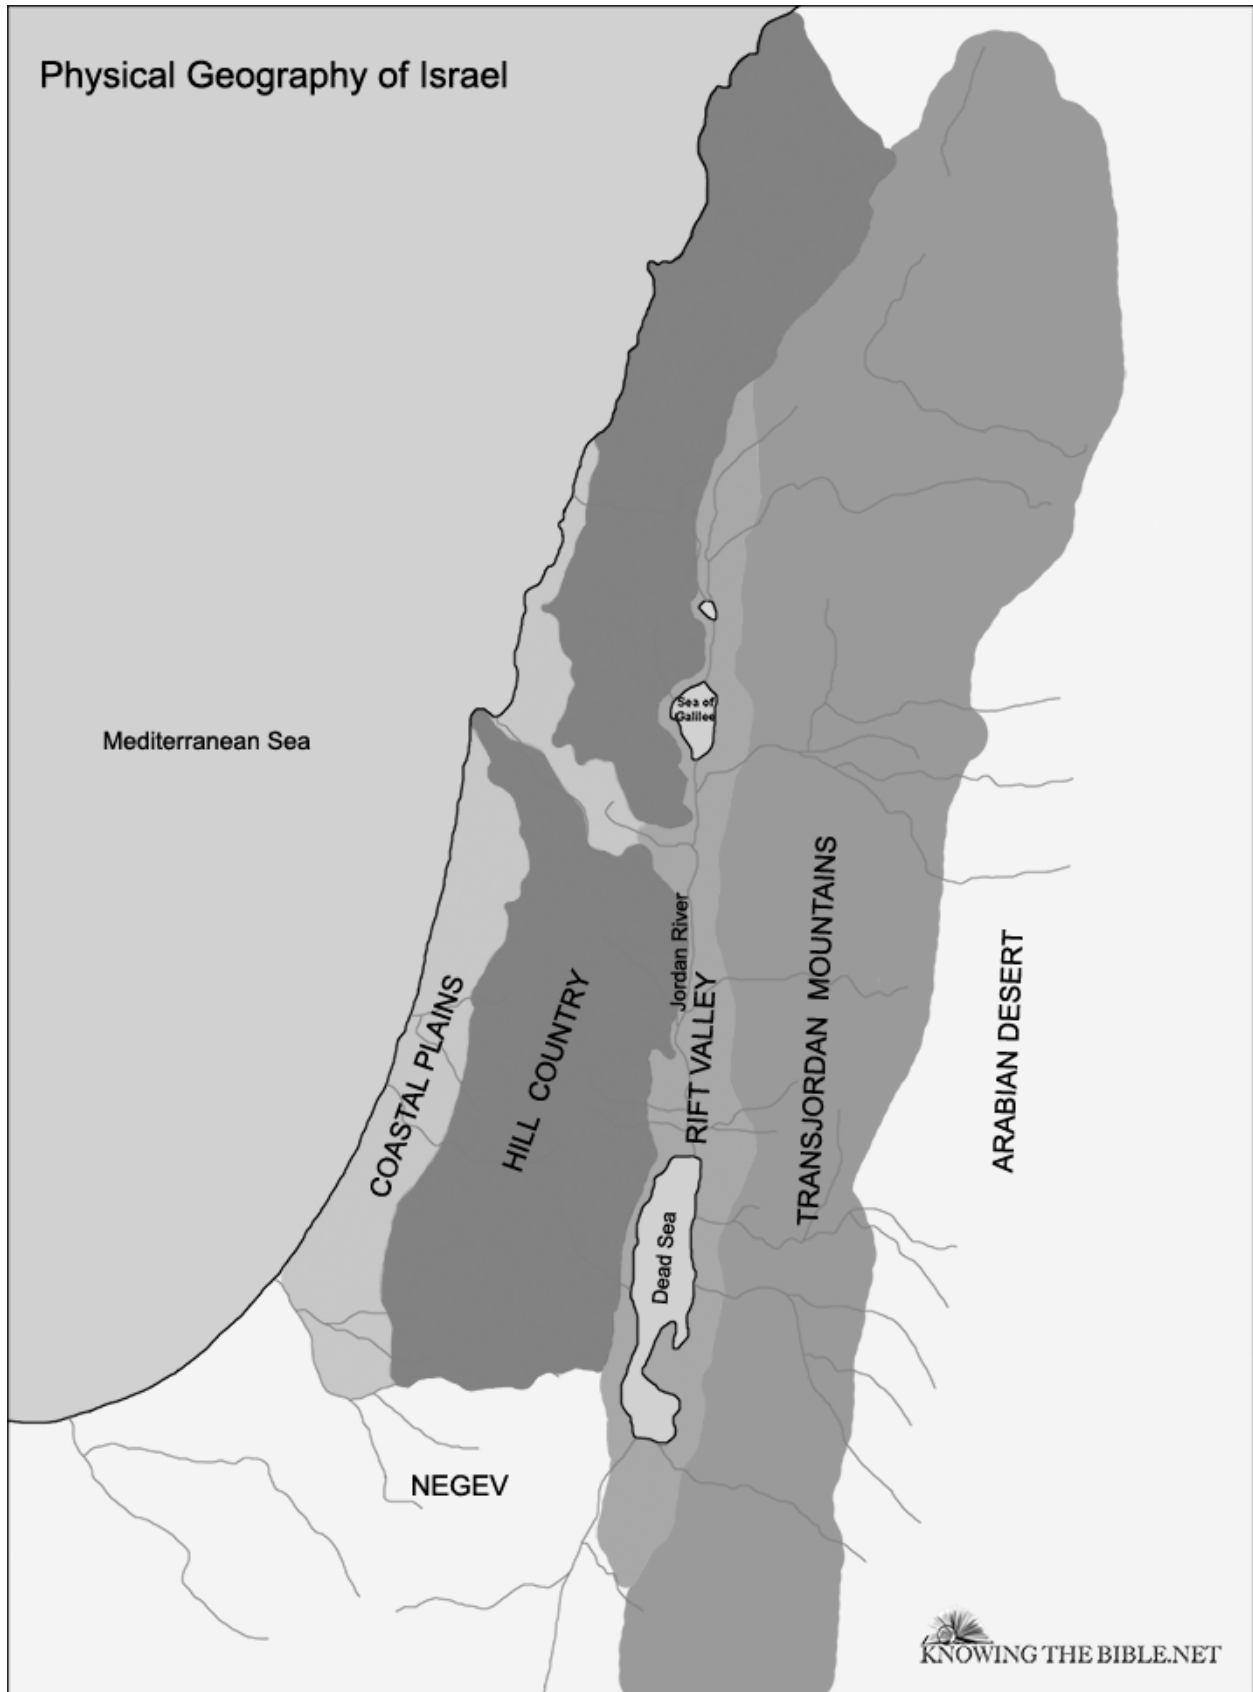 Physical Geography of Israel
Sea of
Galilee
Mediterranean Sea
Jordan River
COASTAL PLAINS
HILL COUNTRY
RIFT VALLEY
TRANSJORDAN MOUNTAINS
ARABIAN DESERT
Dead Sea
NEGEV
KNOWING THE BIBLE.NET